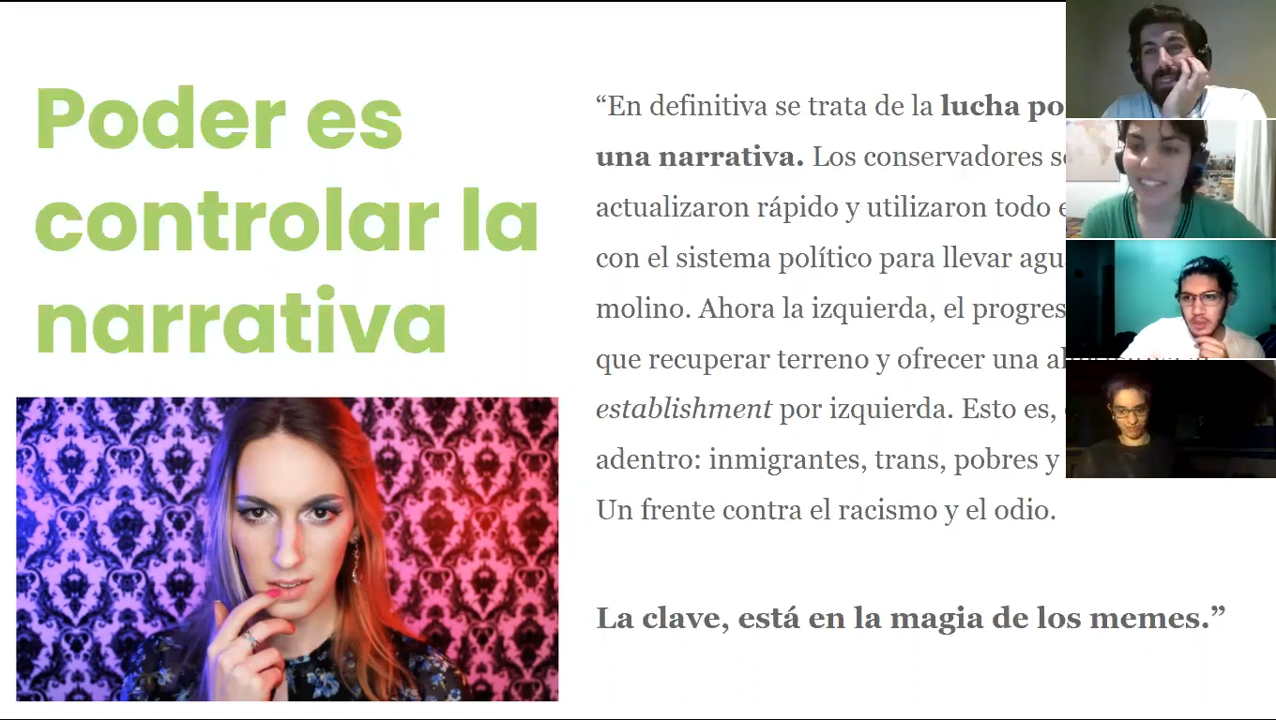 Poder es
controlar la
narrativa
“En definitiva se trata de la lucha
una narrativa. Los conservadores
actualizaron rápido y utilizaron todo
con el sistema político para llevar
molino. Ahora la izquierda, el
que recuperar terreno y ofrecer una
establishment por izquierda. Esto es,
adentro: inmigrantes, trans, pobres y
Un frente contra el racismo y el odio.
La clave, está en la magia de los memes.”